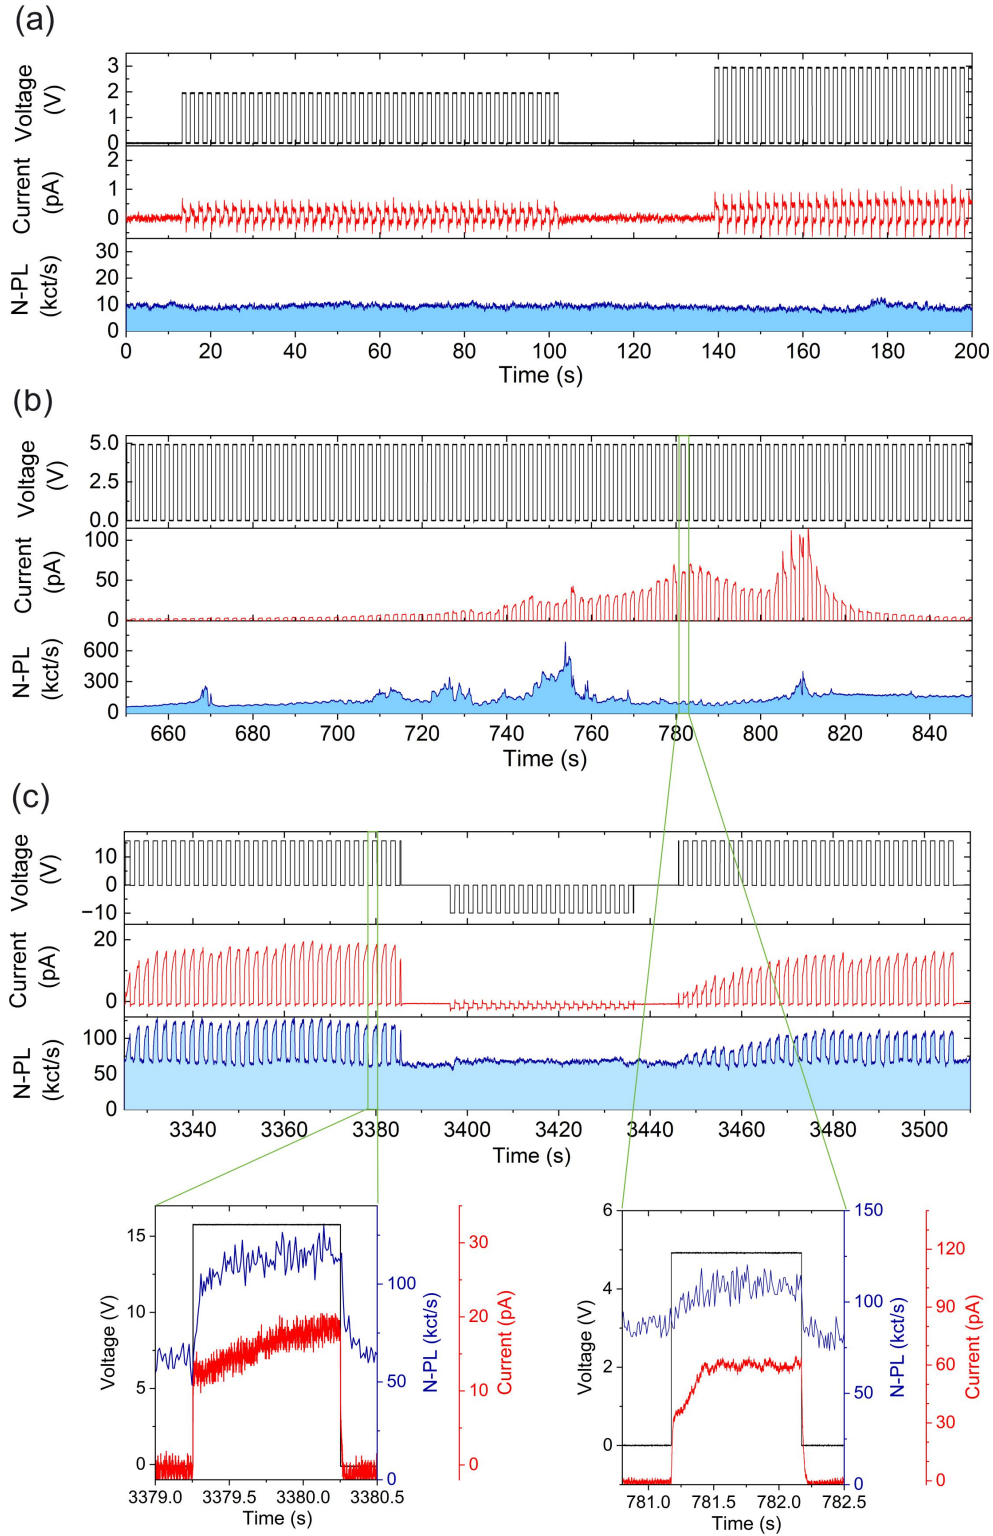 (a)
Voltage (V)
3
2
1
0
Current (pA)
2
1
0
N-PL (kct/s)
30
20
10
0
0 20 40 60 80 100 120 140 160 180 200
Time (s)
(b)
Voltage (V)
5.0
2.5
0.0
Current (pA)
100
50
0
N-PL (kct/s)
600
300
0
660 680 700 720 740 760 780 800 820 840
Time (s)
(c)
Voltage (V)
10
0
−10
Current (pA)
20
0
N-PL (kct/s)
100
50
0
3340 3360 3380 3400 3420 3440 3460 3480 3500
Time (s)
Voltage (V)
15
10
5
0
3379.0 3379.5 3380.0 3380.5
Time (s)
100
50
0
N-PL (kct/s)
30
20
10
0
Current (pA)
Voltage (V)
6
4
2
0
781.0 781.5 782.0 782.5
Time (s)
150
100
50
0
N-PL (kct/s)
120
90
60
30
0
Current (pA)